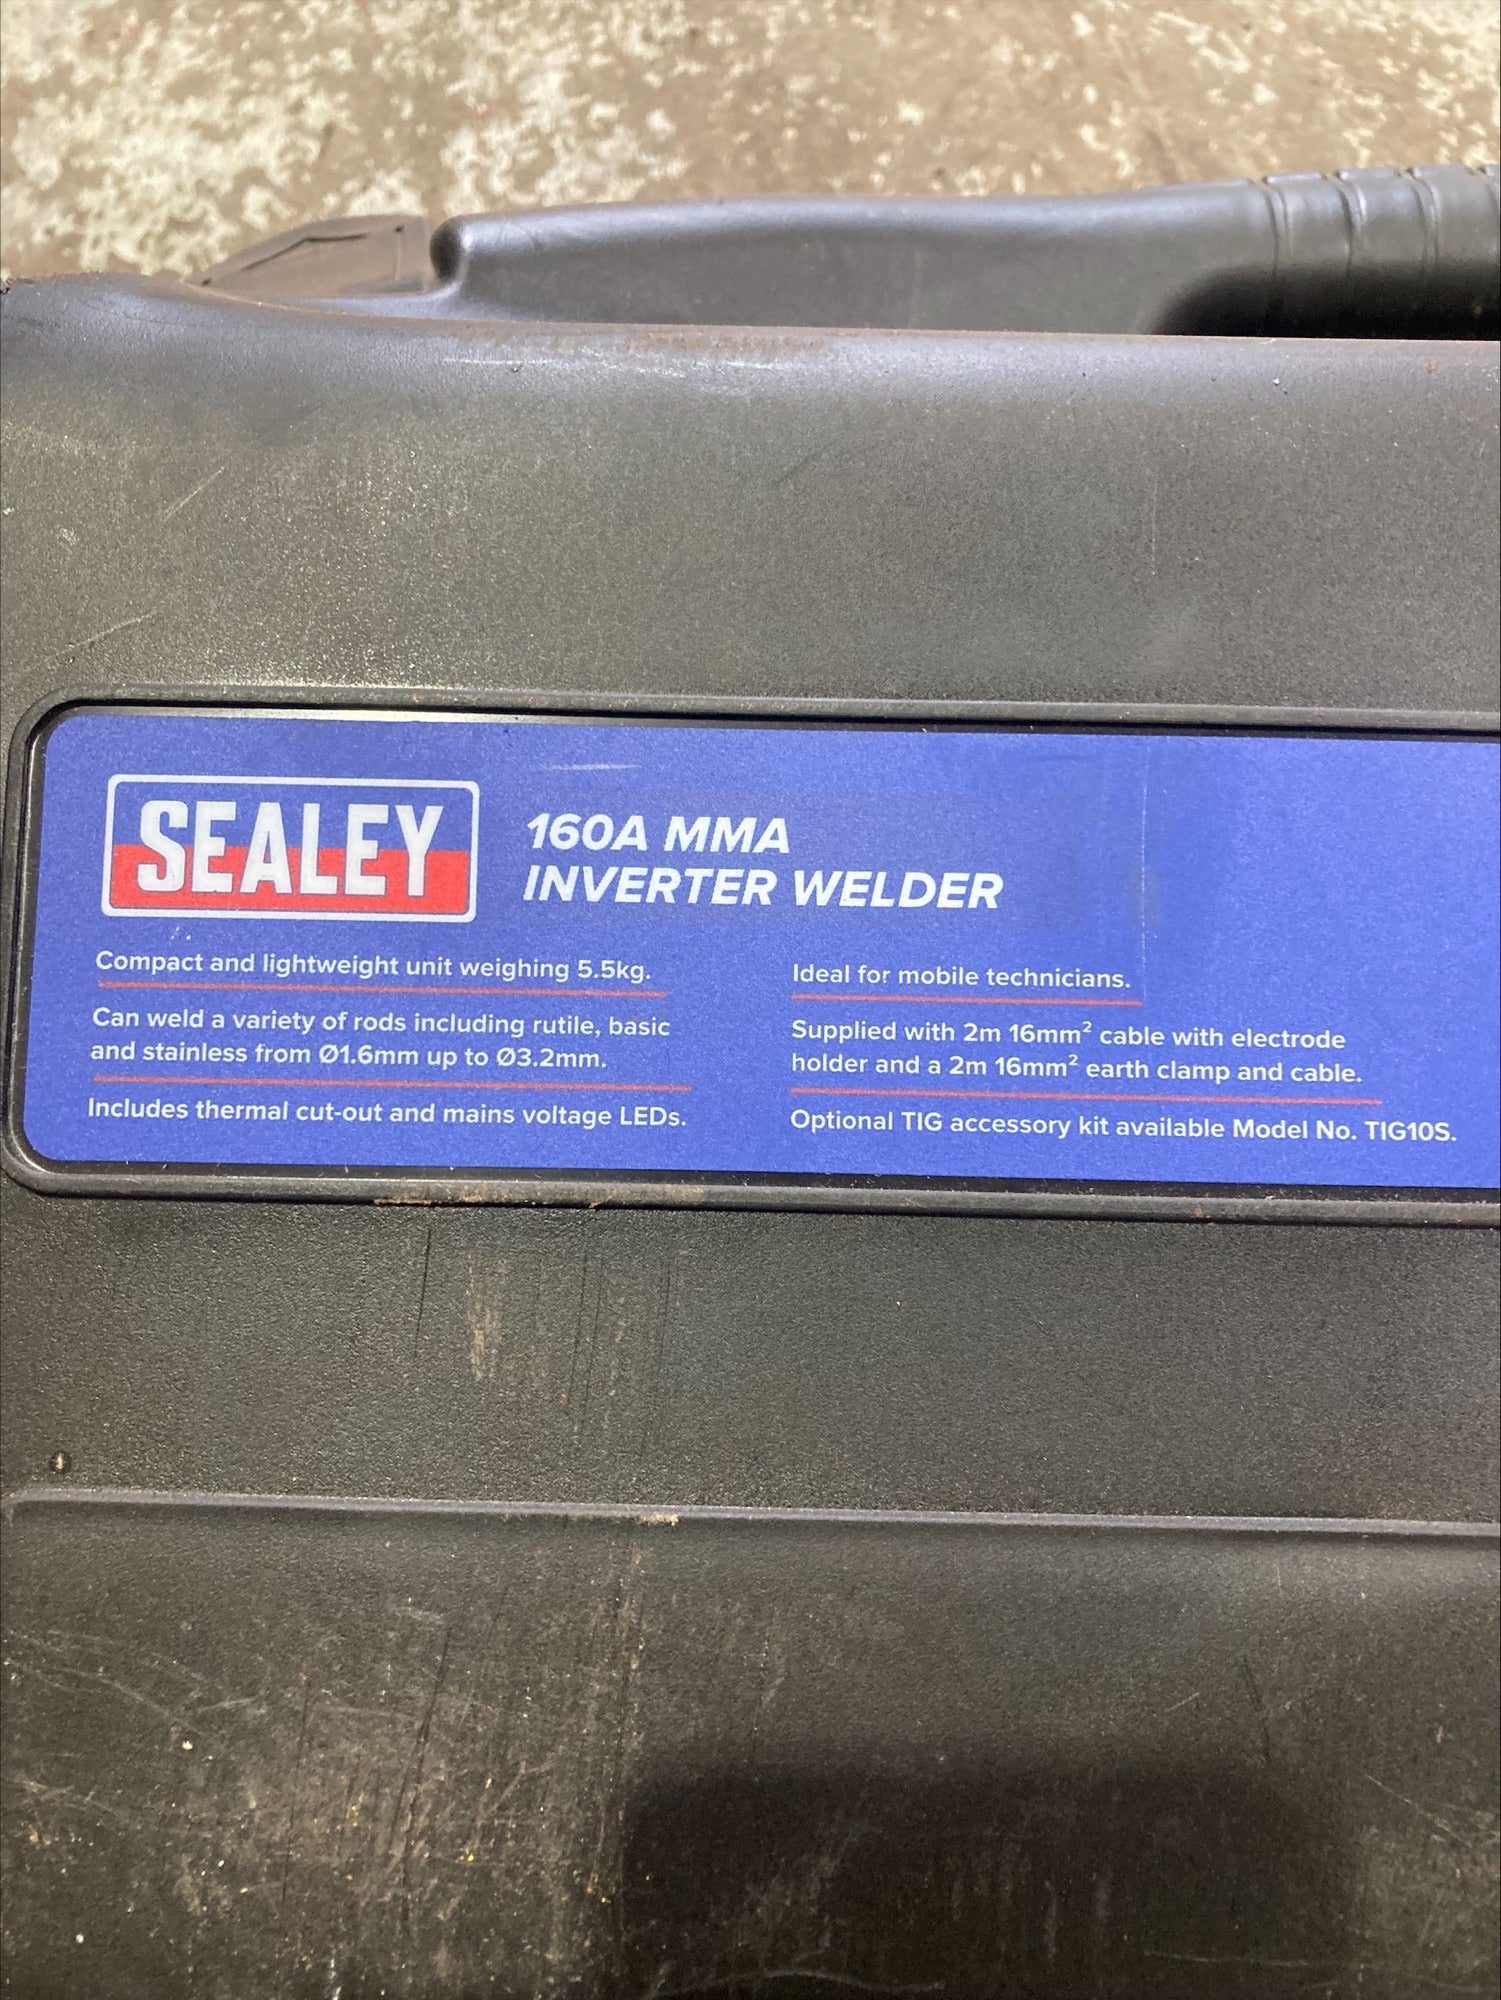 SEALEY
160A MMA
INVERTER WELDER
Compact and lightweight unit weighing 5.5kg.
Can weld a variety of rods including rutile, basic
and stainless from Ø1.6mm up to Ø3.2mm.
Includes thermal cut-out and mains voltage LEDs.
Ideal for mobile technicians.
Supplied with 2m 16mm² cable with electrode
holder and a 2m 16mm² earth clamp and cable.
Optional TIG accessory kit available Model No. TIG10S.